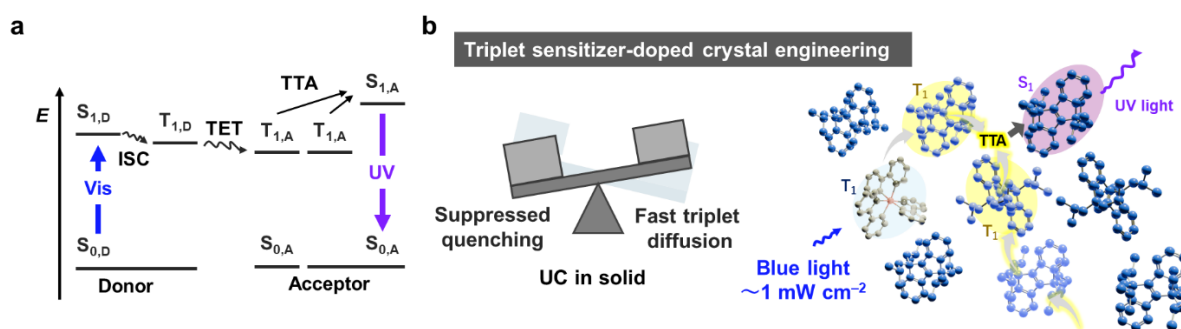 a
E
S1,D
T1,D
ISC
TET
TTA
T1,A
T1,A
S1,A
Vis
UV
S0,D
S0,A
S0,A
Donor
Acceptor
b
Triplet sensitizer-doped crystal engineering
Suppressed
quenching
Fast triplet
diffusion
UC in solid
T1
S1
UV light
TTA
T1
T1
Blue light
~1 mW cm⁻²